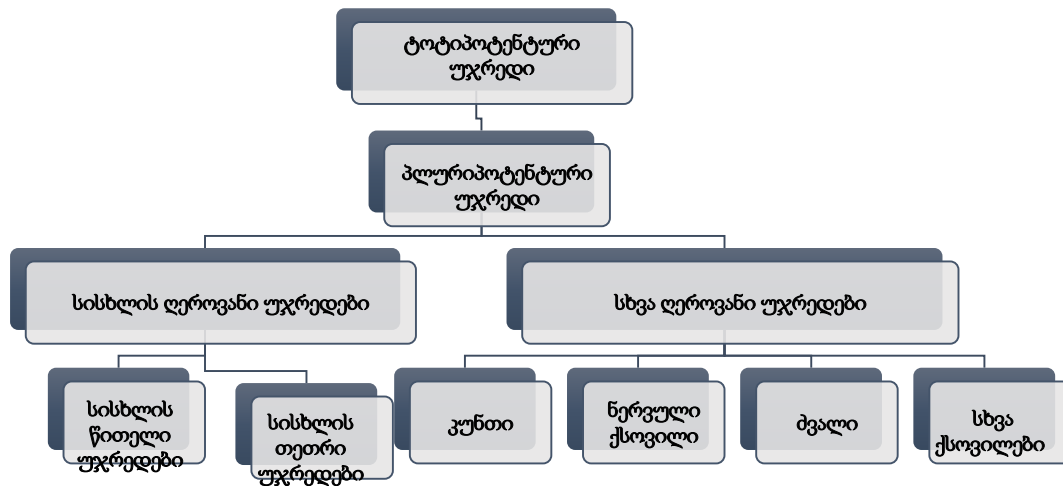 ტოტიპოტენტური
უჯრედი
პლურიპოტენტური
უჯრედი
სისხლის ღეროვანი უჯრედები
სხვა ღეროვანი უჯრედები
სისხლის
წითელი
უჯრედები
სისხლის
თეთრი
უჯრედები
კუნთი
ნერვული
ქსოვილი
ძვალი
სხვა
ქსოვილები